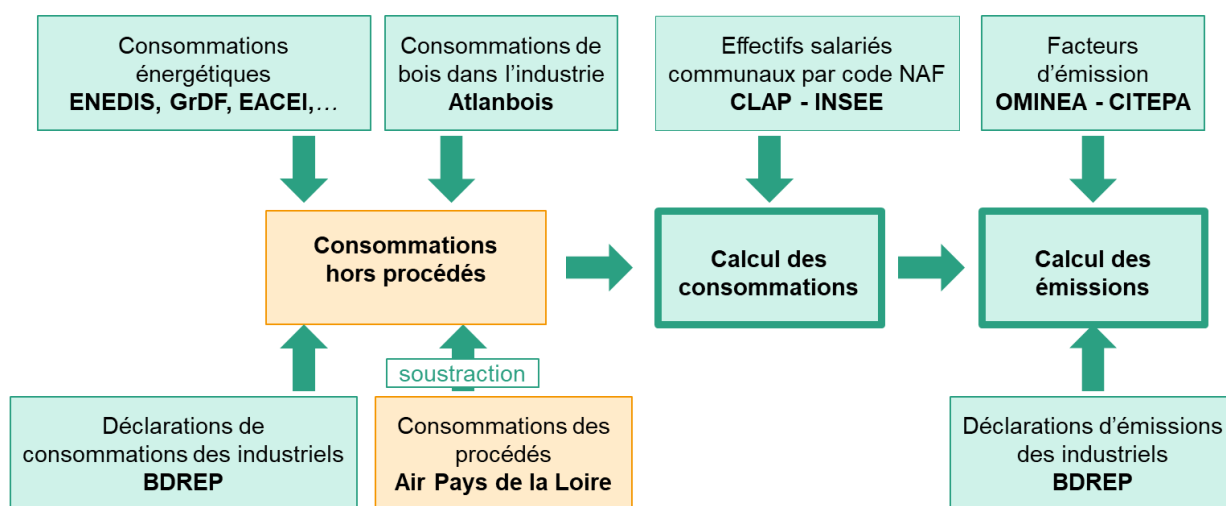 Consommations
énergétiques
ENEDIS, GrDF, EACEI,…
Consommations de
bois dans l’industrie
Atlanbois
Effectifs salariés
communaux par code NAF
CLAP - INSEE
Facteurs
d’émission
OMINEA - CITEPA
Consommations
hors procédés
Calcul des
consommations
Calcul des
émissions
soustraction
Déclarations de
consommations des industriels
BDREP
Consommations des
procédés
Air Pays de la Loire
Déclarations d’émissions
des industriels
BDREP